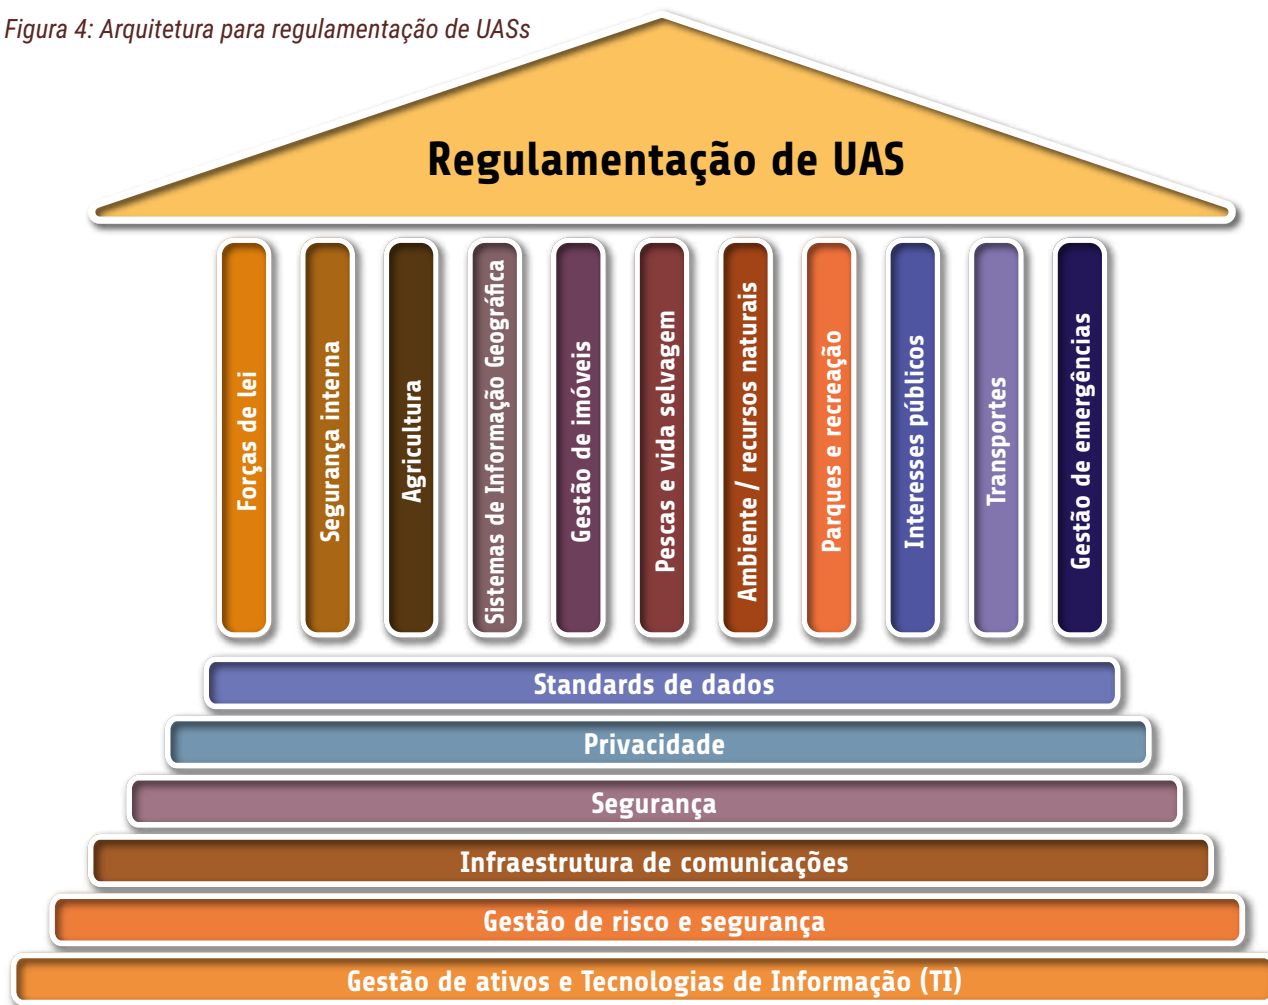 Figura 4: Arquitetura para regulamentação de UASs
Regulamentação de UAS
Forças de lei
Segurança interna
Agricultura
Sistemas de Informação Geográfica
Gestão de imóveis
Pescas e vida selvagem
Ambiente / recursos naturais
Parques e recreação
Interesses públicos
Transportes
Gestão de emergências
Standards de dados
Privacidade
Segurança
Infraestrutura de comunicações
Gestão de risco e segurança
Gestão de ativos e Tecnologias de Informação (TI)